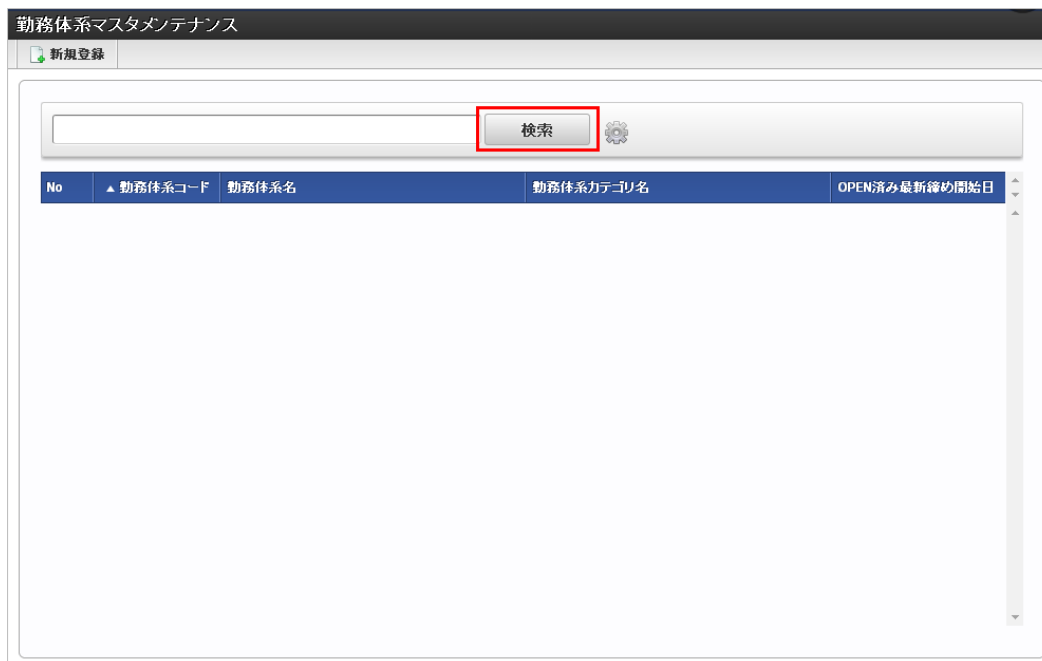 勤務体系マスタメンテナンス
新規登録
検索
No ▲ 勤務体系コード 勤務体系名 勤務体系カテゴリ名 OPEN済み最新締め開始日